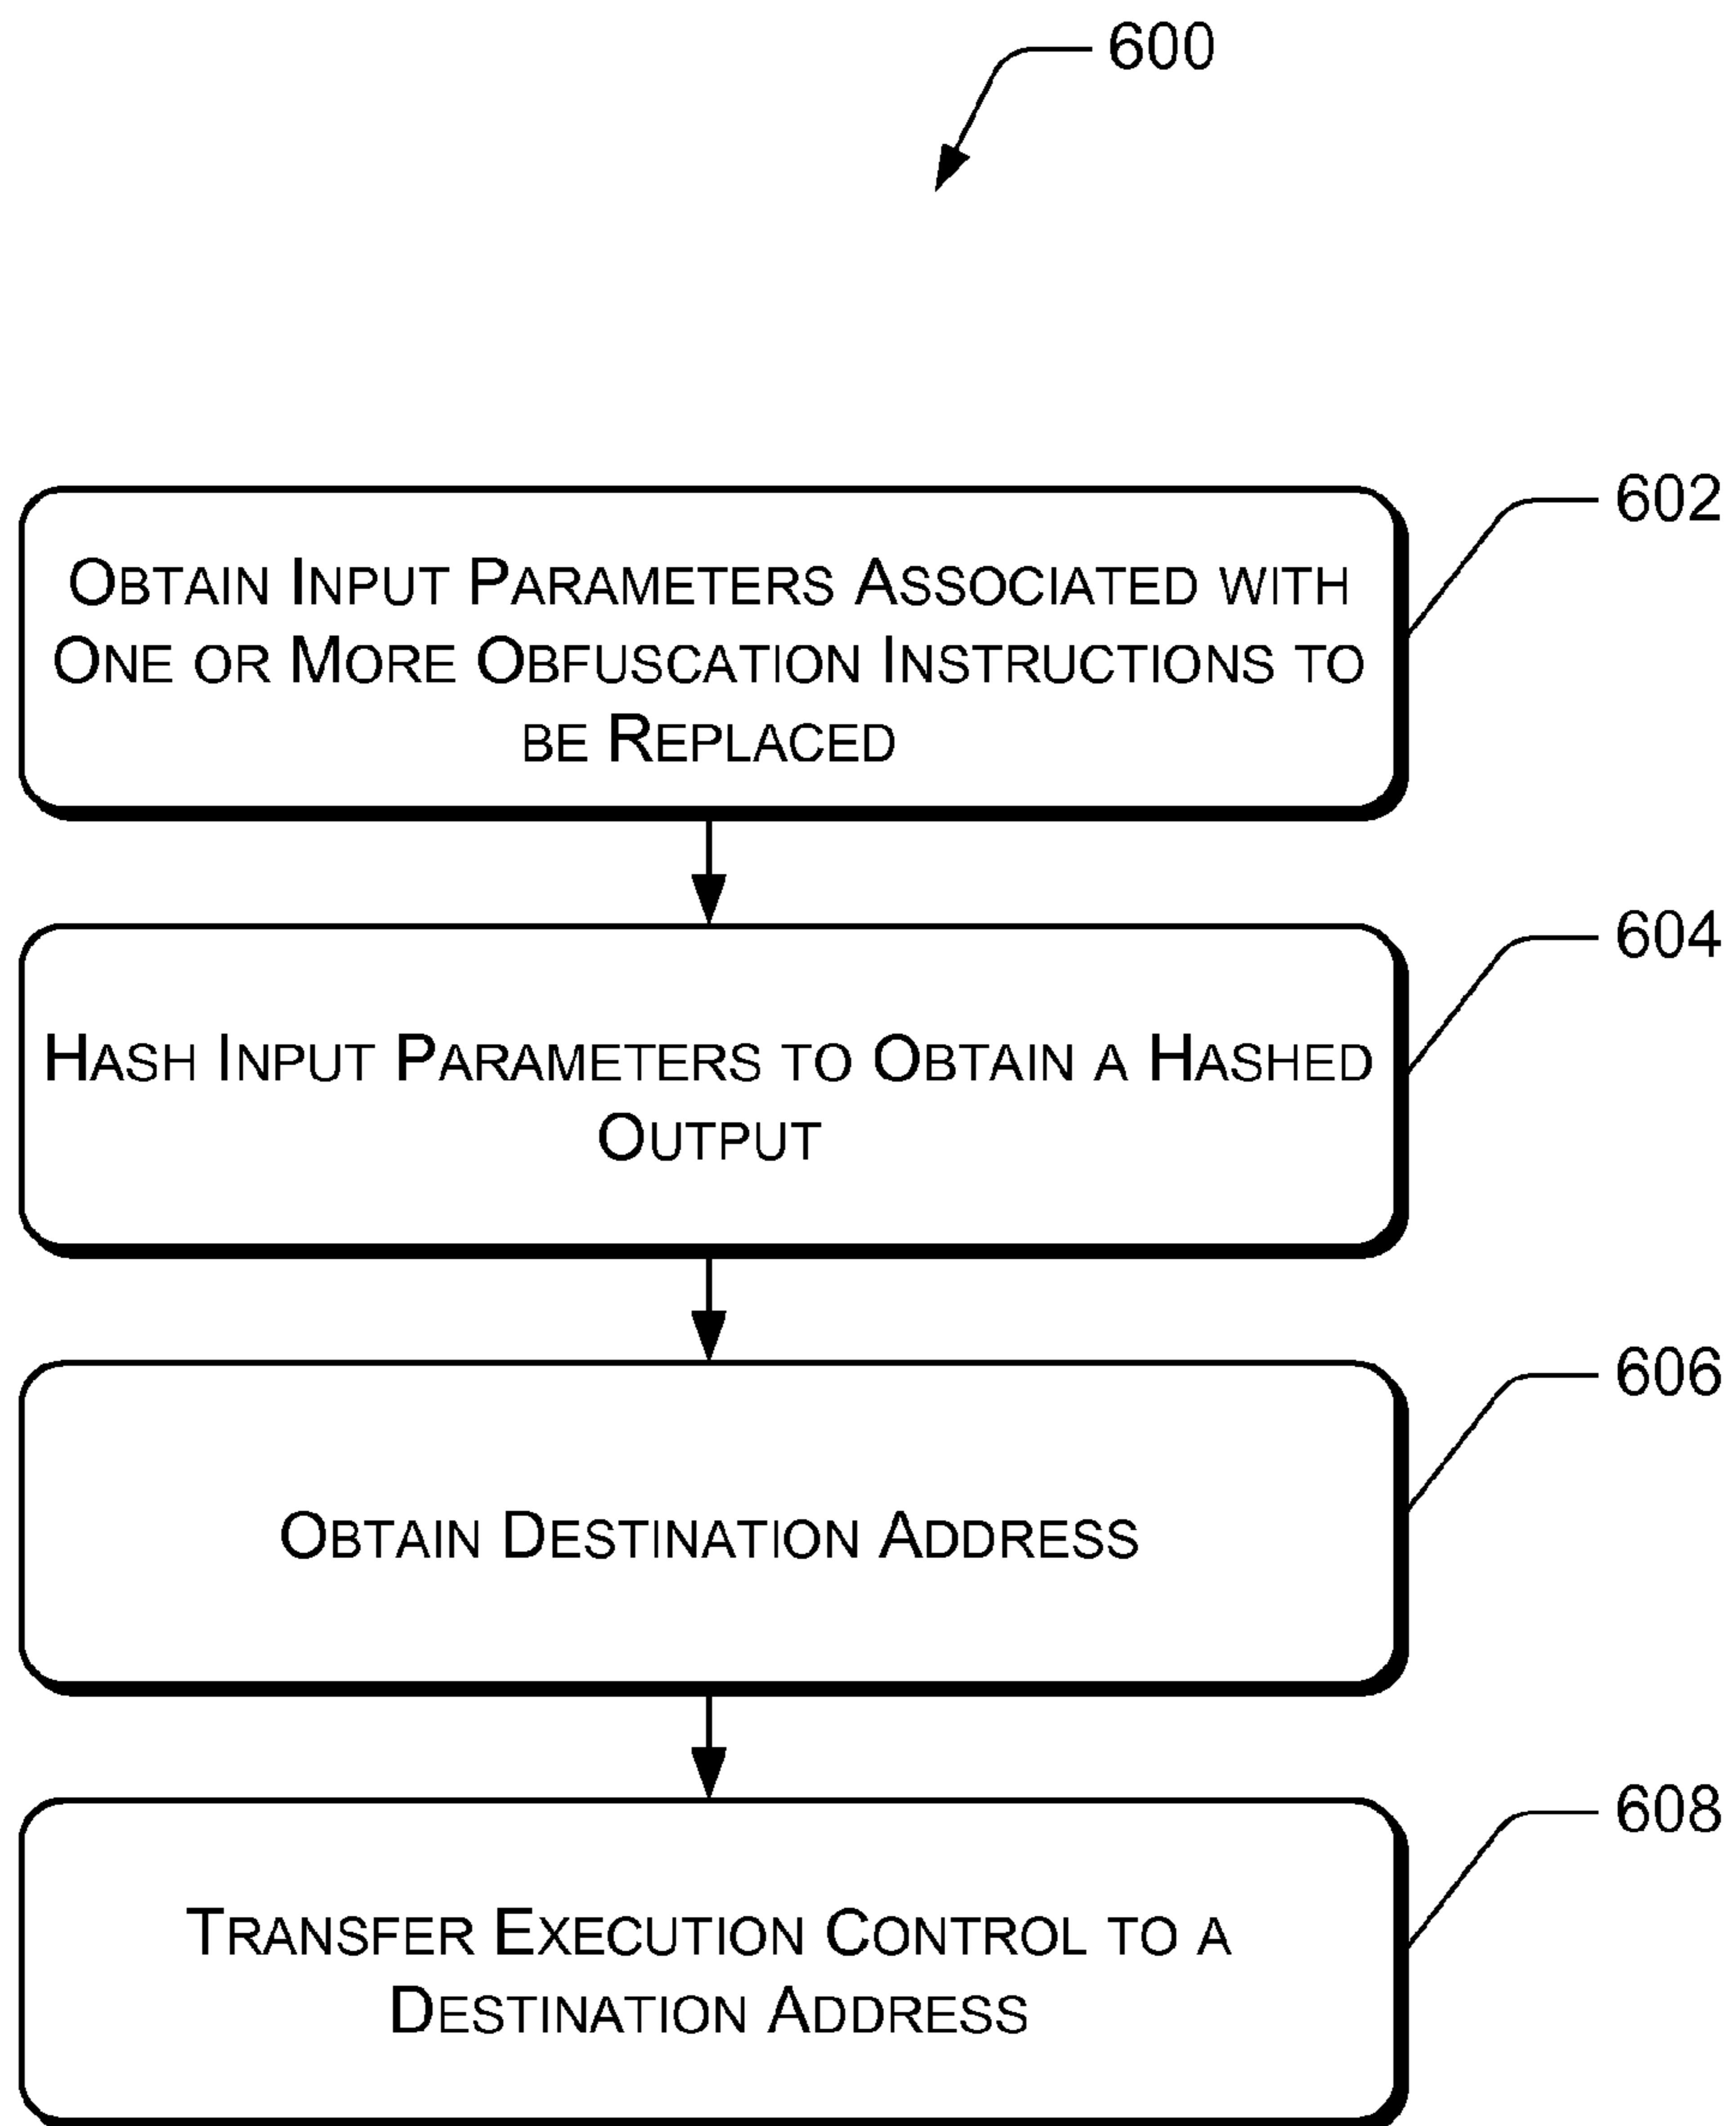 600
OBTAIN INPUT PARAMETERS ASSOCIATED WITH
ONE OR MORE OBFUSCATION INSTRUCTIONS TO
BE REPLACED
602
HASH INPUT PARAMETERS TO OBTAIN A HASHED
OUTPUT
604
OBTAIN DESTINATION ADDRESS
606
TRANSFER EXECUTION CONTROL TO A
DESTINATION ADDRESS
608